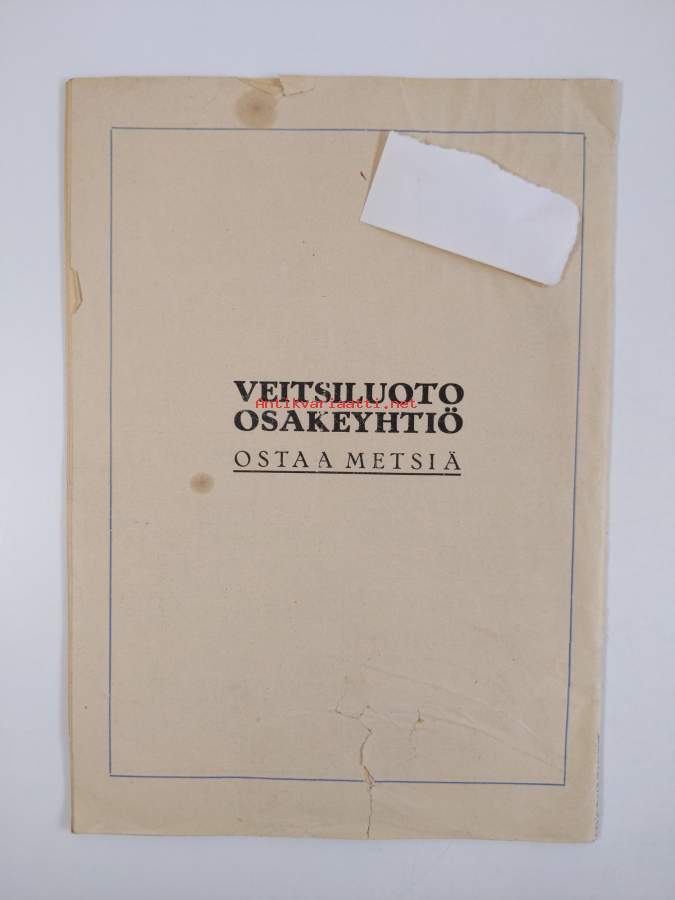 VEITSILUOTO
Antikvariaatti.net
OSAKEYHTIÖ
OSTAA METSIÄ